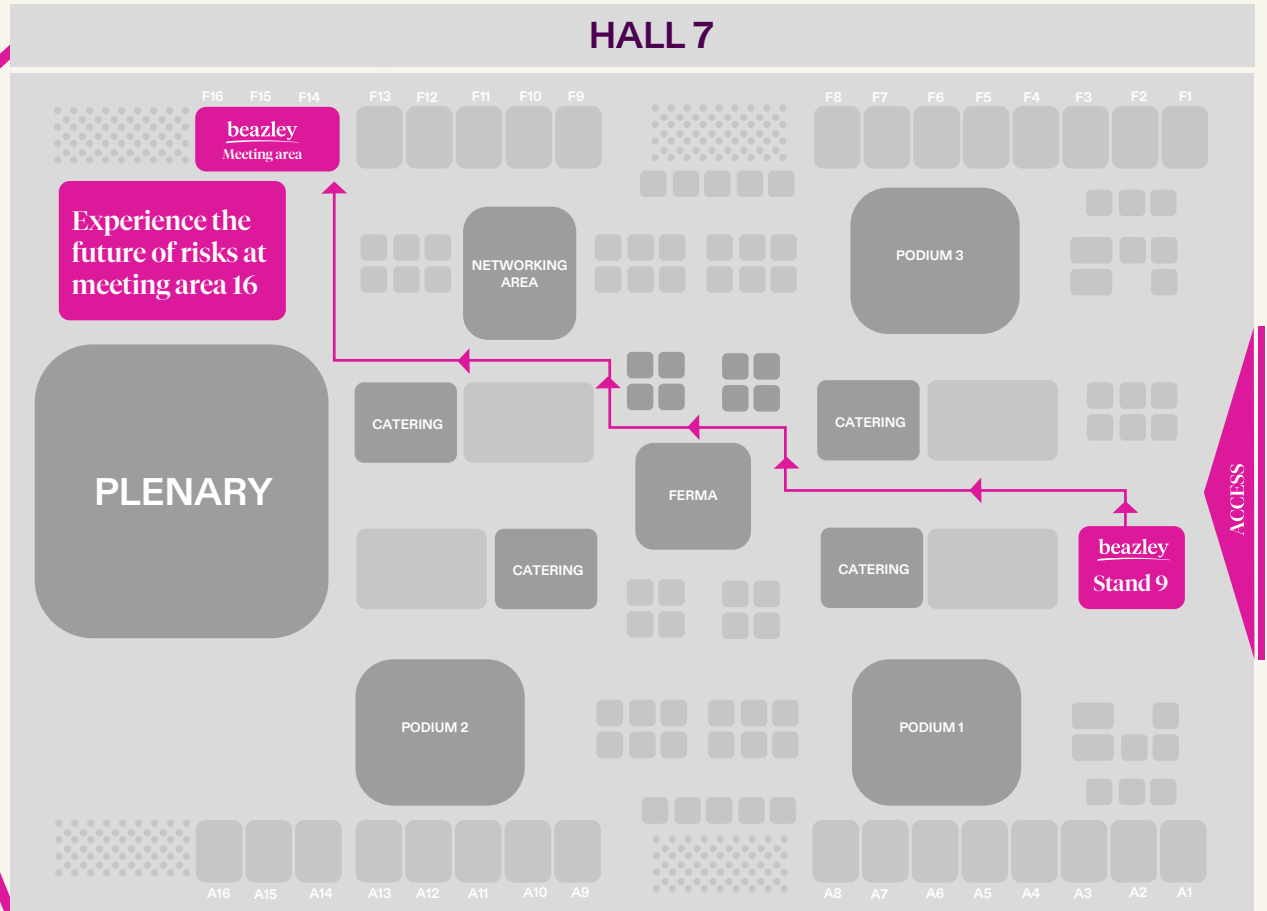 HALL 7
F16 F15 F14 F13 F12 F11 F10 F9 F8 F7 F6 F5 F4 F3 F2 F1
beazley
Meeting area
Experience the
future of risks at
meeting area 16
NETWORKING
AREA
PODIUM 3
PLENARY
CATERING
CATERING
FERMA
ACCESS
CATERING
CATERING
beazley
Stand 9
PODIUM 2
PODIUM 1
A16 A15 A14 A13 A12 A11 A10 A9 A8 A7 A6 A5 A4 A3 A2 A1